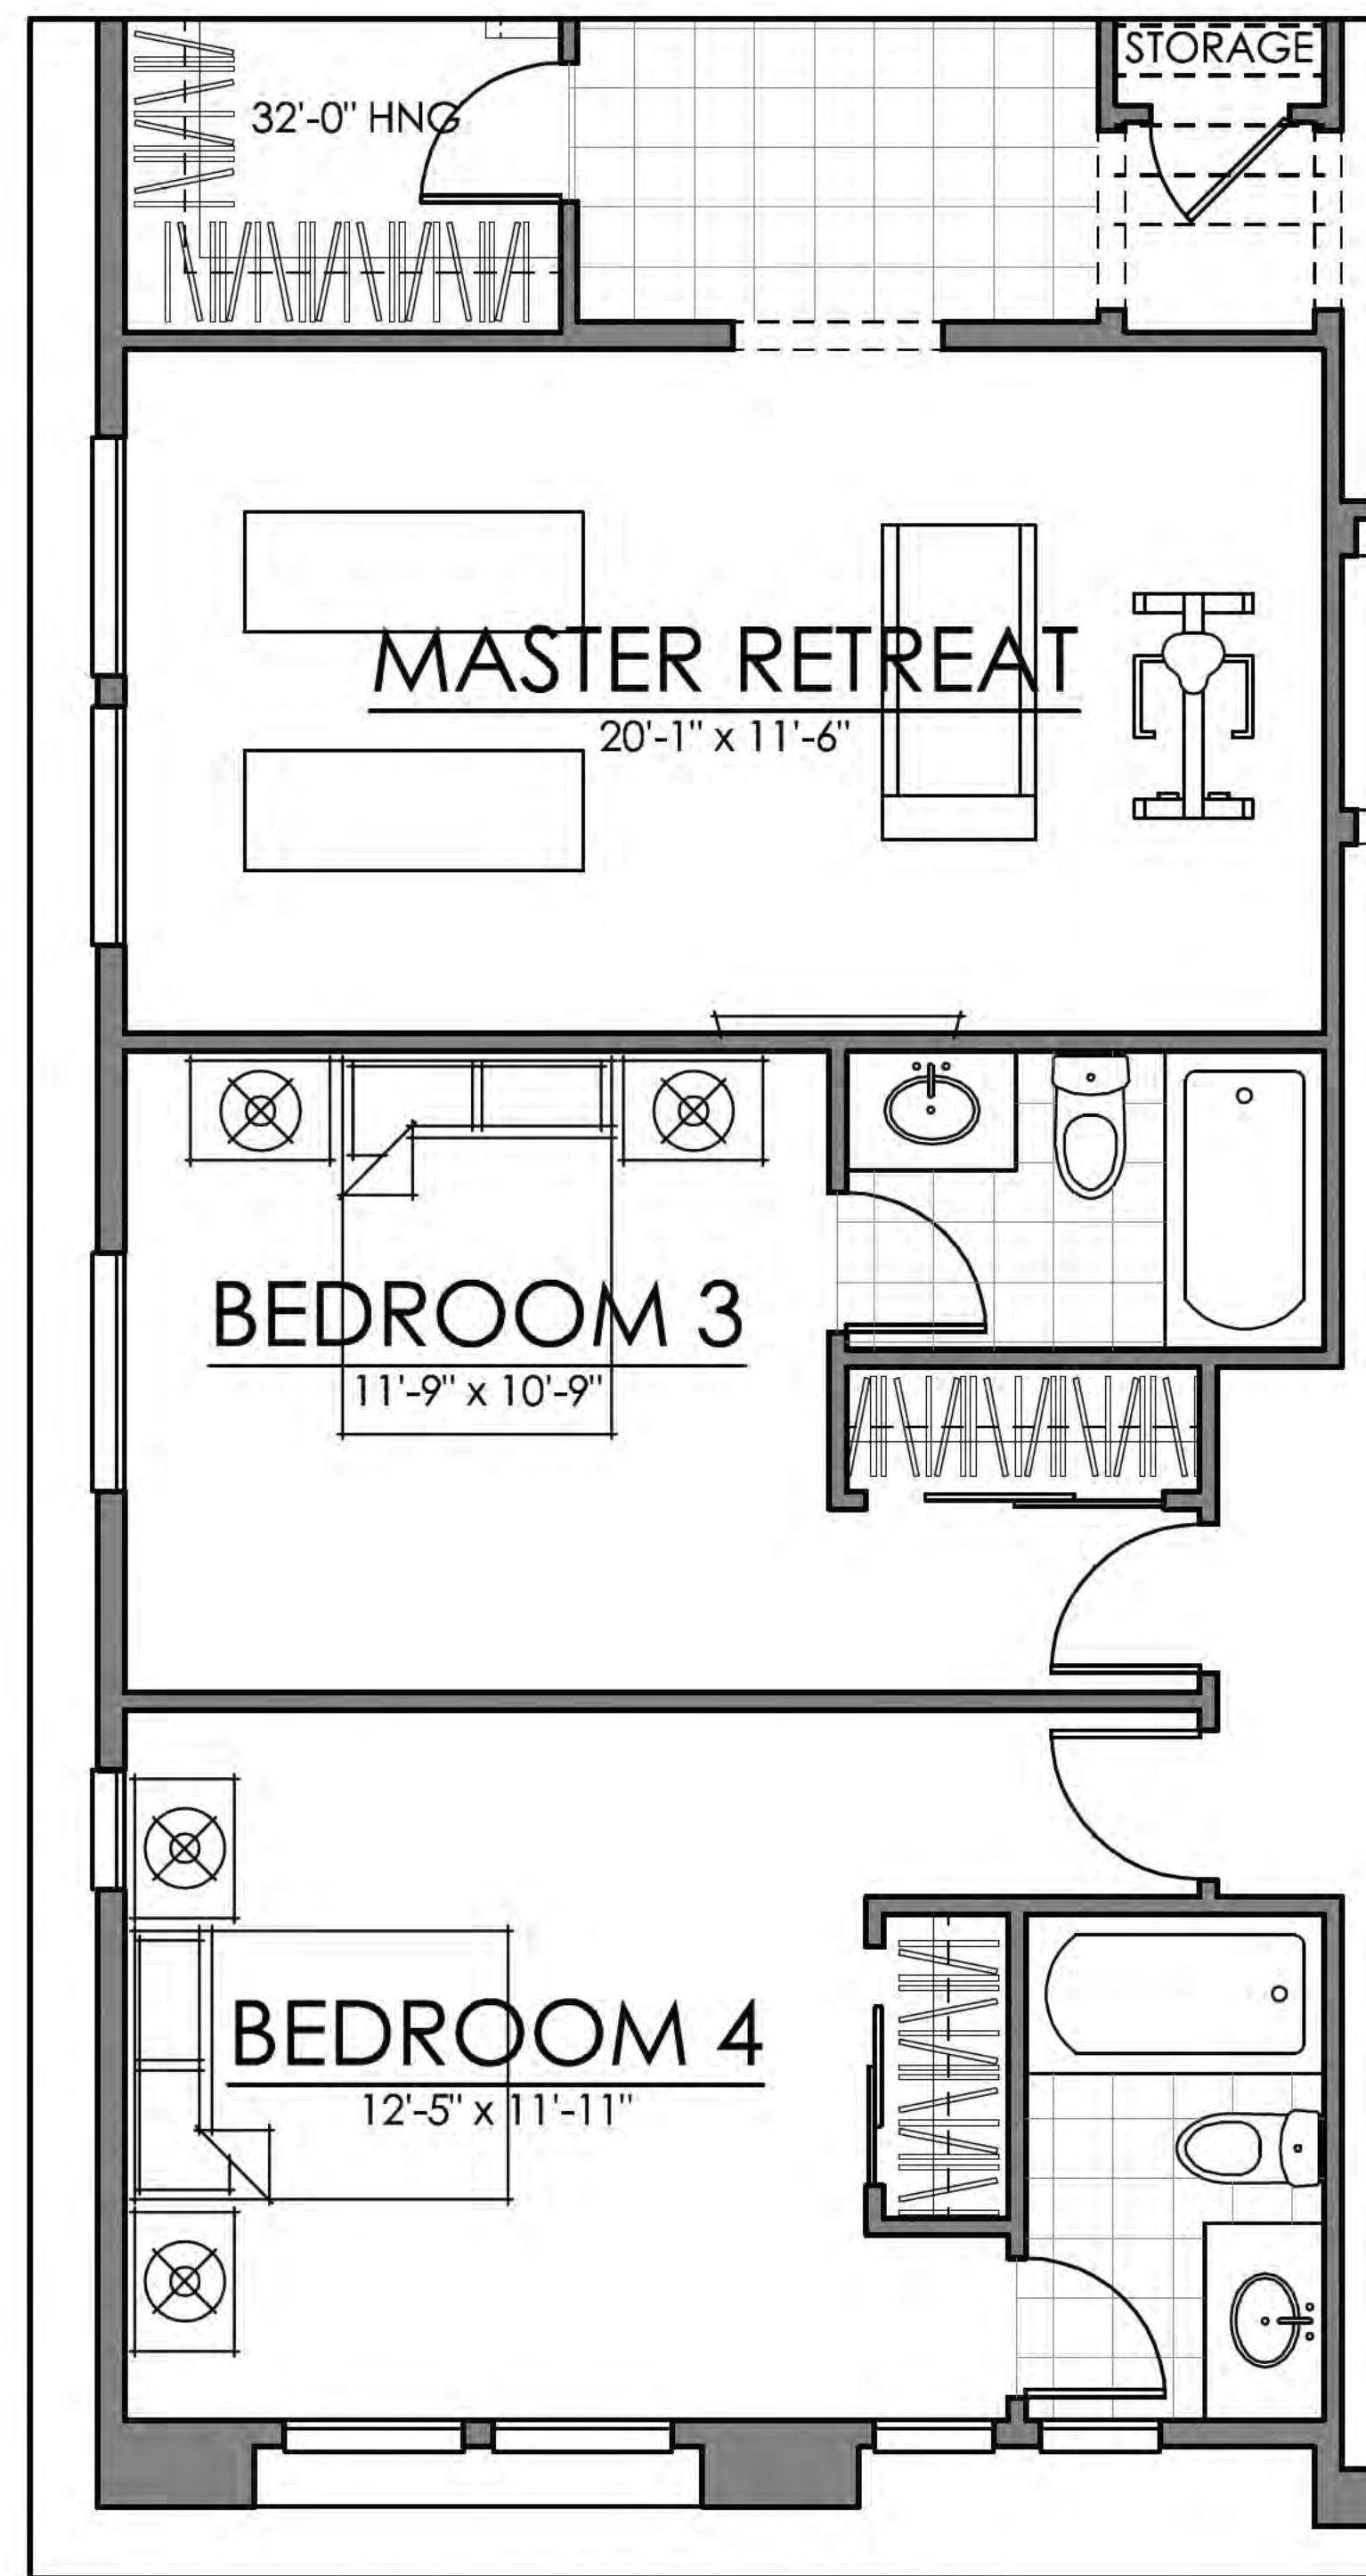 STORAGE
32'-0" HNG
MASTER RETREAT
20'-1" x 11'-6"
BEDROOM 3
11'-9" x 10'-9"
BEDROOM 4
12'-5" x 11'-11"